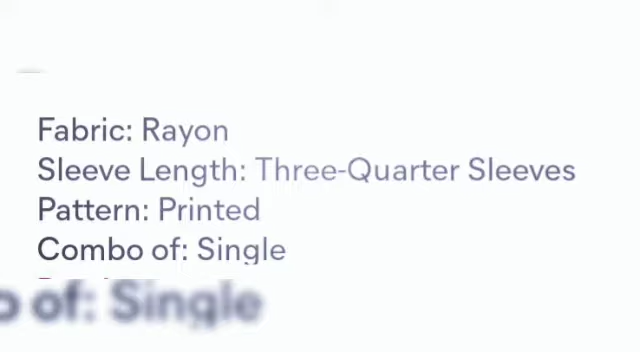 Fabric: Rayon
Sleeve Length: Three-Quarter Sleeves
Pattern: Printed
Combo of: Single
of: Single